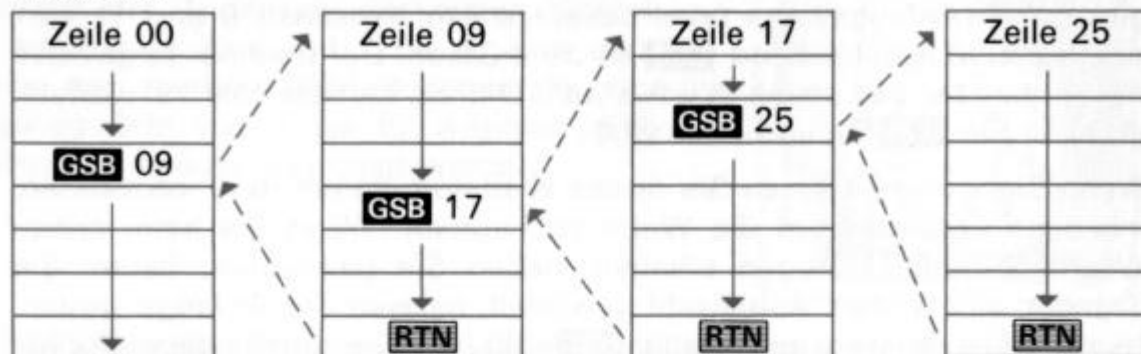 Zeile 00 Zeile 09 Zeile 17 Zeile 25
GSB 25
GSB 09
GSB 17
RTN RTN RTN